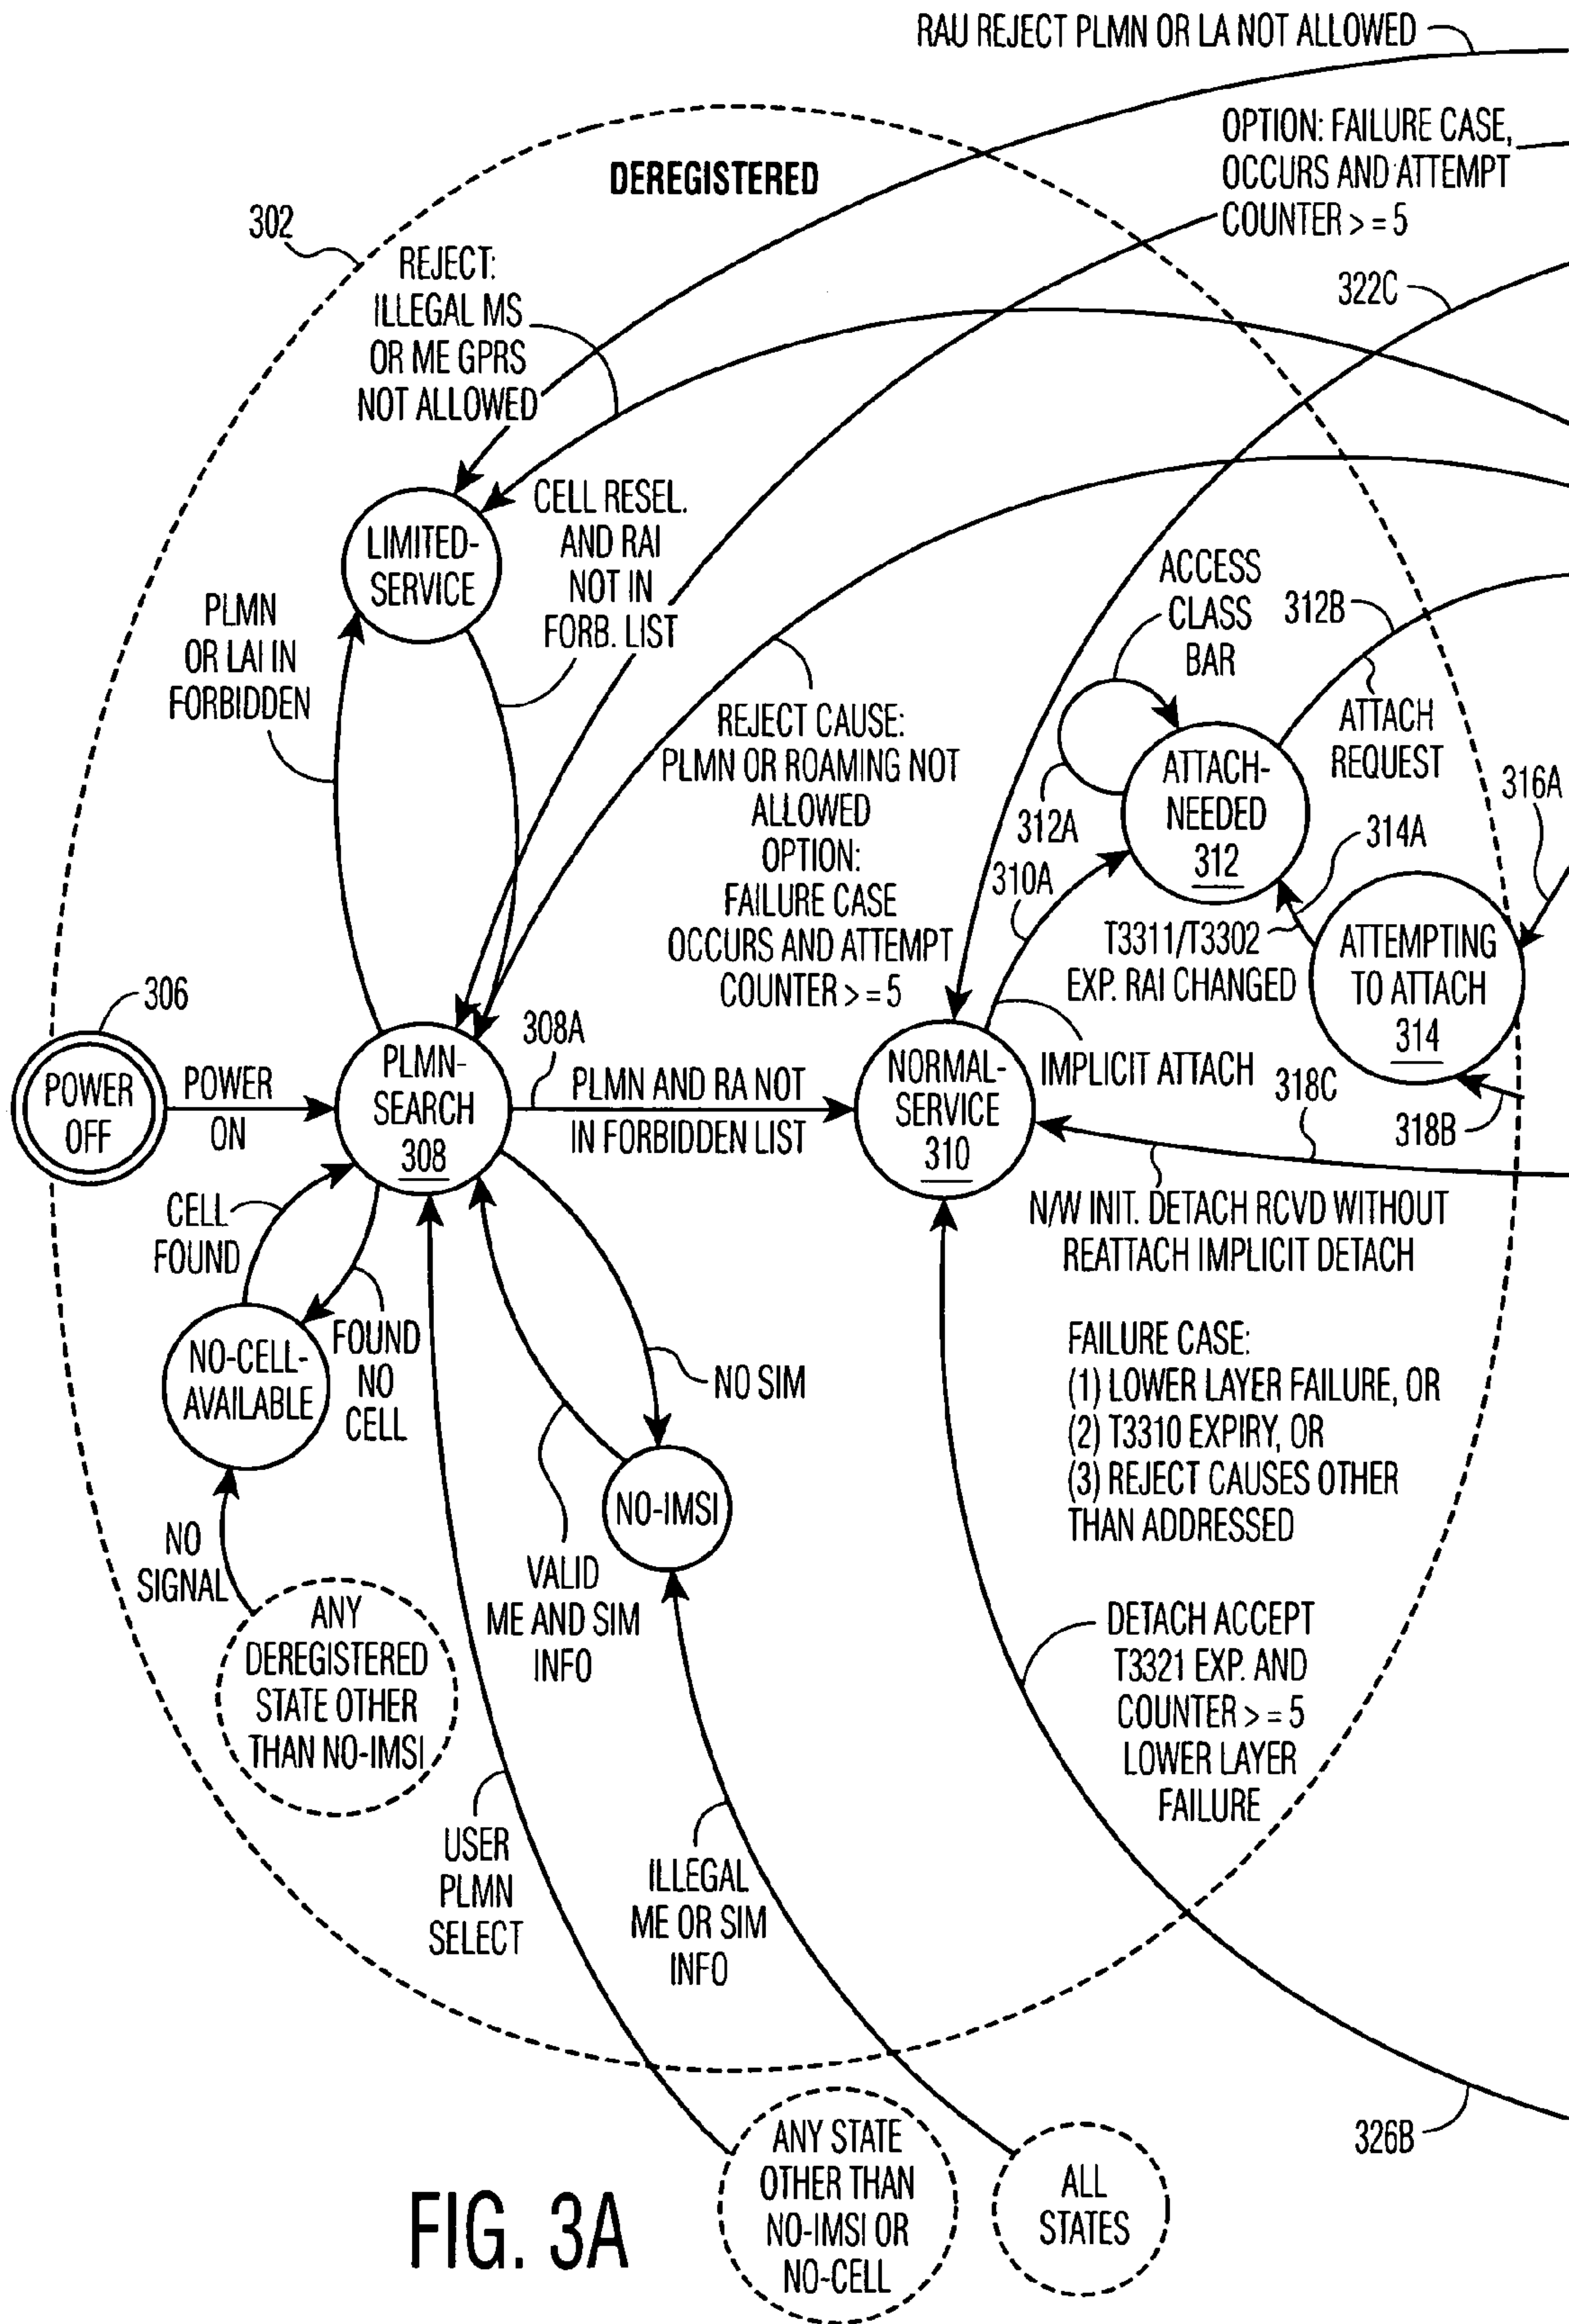 RAU REJECT PLMN OR LA NOT ALLOWED
OPTION: FAILURE CASE,
OCCURS AND ATTEMPT
COUNTER > = 5
DEREGISTERED
302
REJECT:
ILLEGAL MS
OR ME GPRS
NOT ALLOWED
322C
LIMITED-
SERVICE
CELL RESEL.
AND RAI
NOT IN
FORB. LIST
PLMN
OR LAI IN
FORBIDDEN
ACCESS
CLASS
BAR
312B
ATTACH
REQUEST
REJECT CAUSE:
PLMN OR ROAMING NOT
ALLOWED
OPTION:
FAILURE CASE
OCCURS AND ATTEMPT
COUNTER > = 5
312A
ATTACH-
NEEDED
312
316A
314A
310A
T3311/T3302
EXP. RAI CHANGED
ATTEMPTING
TO ATTACH
314
306
POWER
OFF
POWER
ON
PLMN-
SEARCH
308
308A
PLMN AND RA NOT
IN FORBIDDEN LIST
NORMAL-
SERVICE
310
IMPLICIT ATTACH
318C
318B
N/W INIT. DETACH RCVD WITHOUT
REATTACH IMPLICIT DETACH
CELL
FOUND
NO-CELL-
AVAILABLE
FOUND
NO
CELL
NO SIM
NO-IMSI
FAILURE CASE:
(1) LOWER LAYER FAILURE, OR
(2) T3310 EXPIRY, OR
(3) REJECT CAUSES OTHER
THAN ADDRESSED
NO
SIGNAL
VALID
ME AND SIM
INFO
ANY
DEREGISTERED
STATE OTHER
THAN NO-IMSI
DETACH ACCEPT
T3321 EXP. AND
COUNTER > = 5
LOWER LAYER
FAILURE
USER
PLMN
SELECT
ILLEGAL
ME OR SIM
INFO
326B
ANY STATE
OTHER THAN
NO-IMSI OR
NO-CELL
ALL
STATES
FIG. 3A